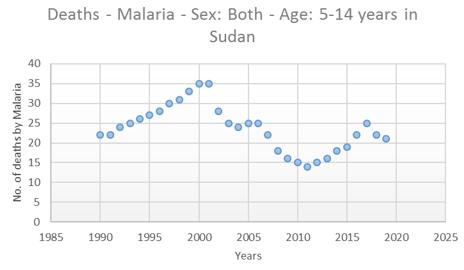 Deaths - Malaria - Sex: Both - Age: 5-14 years in
Sudan
No. of deaths by Malaria
40
35
30
25
20
15
10
5
0
1985 1990 1995 2000 2005 2010 2015 2020 2025
Years